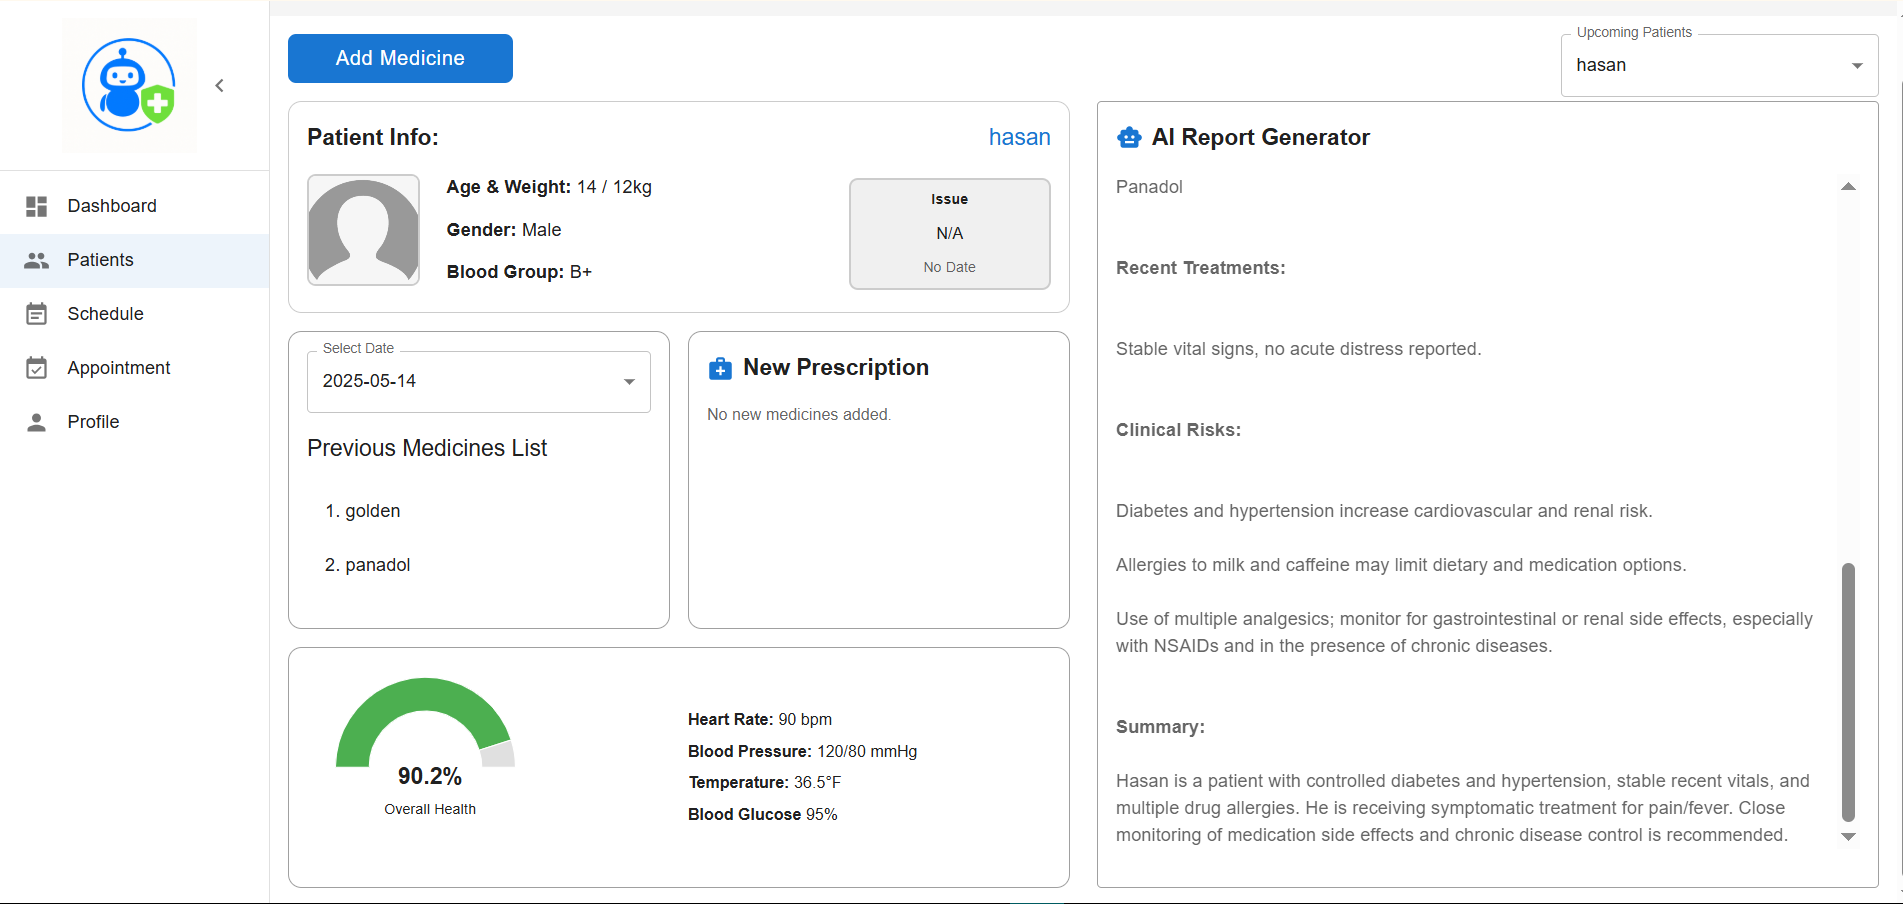 Dashboard
Patients
Schedule
Appointment
Profile
Add Medicine
Upcoming Patients
hasan
Patient Info:
hasan
Age & Weight: 14 / 12kg
Gender: Male
Blood Group: B+
Issue
N/A
No Date
Select Date
2025-05-14
Previous Medicines List
1. golden
2. panadol
New Prescription
No new medicines added.
90.2%
Overall Health
Heart Rate: 90 bpm
Blood Pressure: 120/80 mmHg
Temperature: 36.5°F
Blood Glucose 95%
AI Report Generator
Panadol
Recent Treatments:
Stable vital signs, no acute distress reported.
Clinical Risks:
Diabetes and hypertension increase cardiovascular and renal risk.
Allergies to milk and caffeine may limit dietary and medication options.
Use of multiple analgesics; monitor for gastrointestinal or renal side effects, especially
with NSAIDs and in the presence of chronic diseases.
Summary:
Hasan is a patient with controlled diabetes and hypertension, stable recent vitals, and
multiple drug allergies. He is receiving symptomatic treatment for pain/fever. Close
monitoring of medication side effects and chronic disease control is recommended.